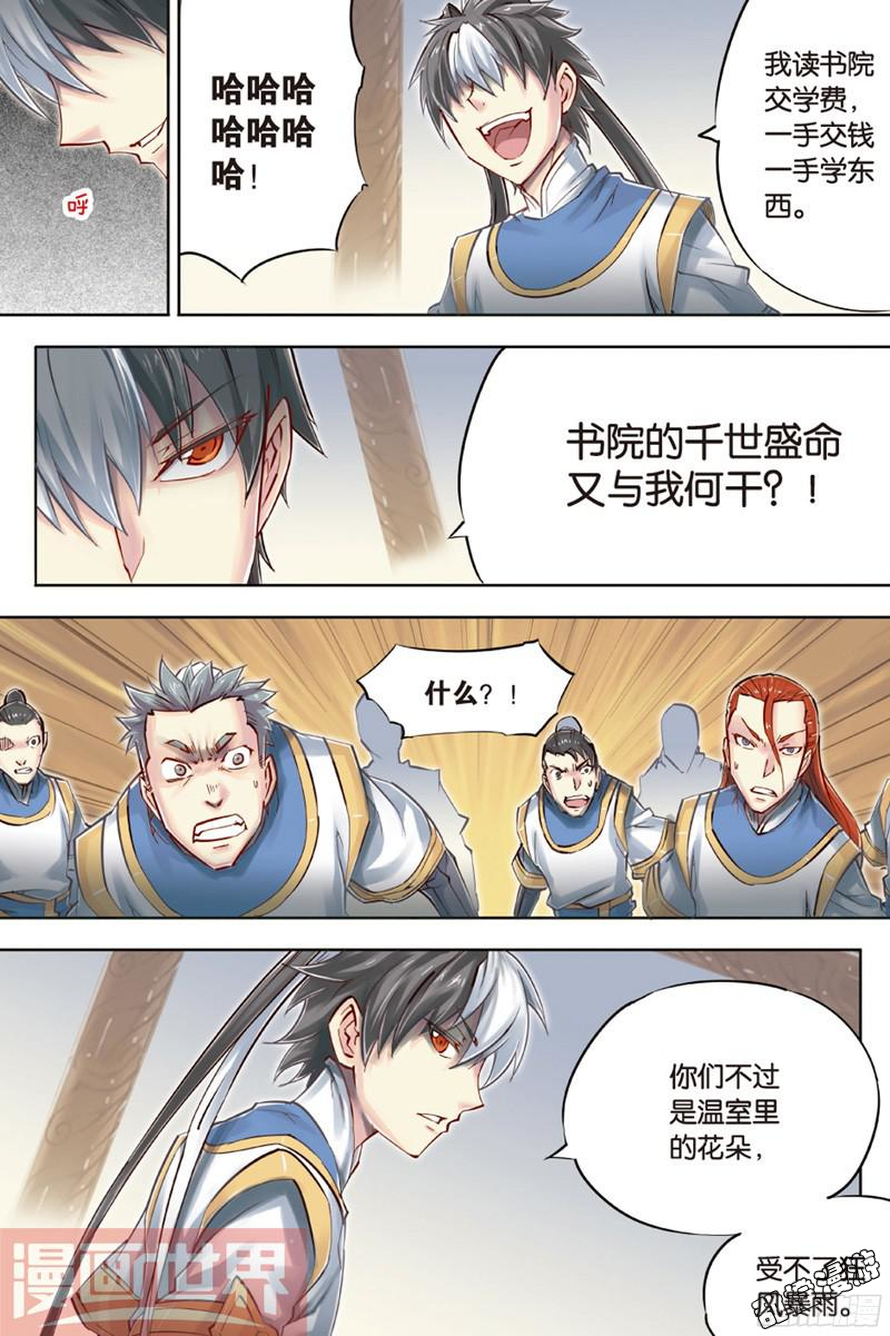 呼
哈哈哈
哈哈哈
哈！
我读书院
交学费，
一手交钱
一手学东
西。
书院的千世盛命
又与我何干？！
什么？！
你们不过
是温室里
的花朵，
受不了狂
风暴雨。
漫画世界